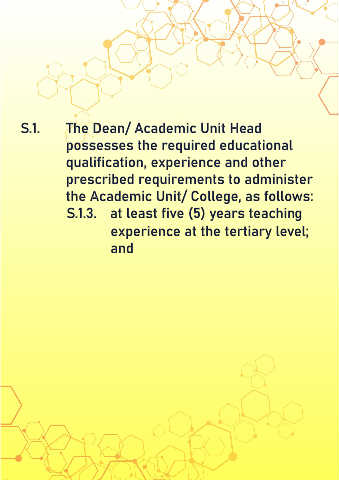 S.1. The Dean/ Academic Unit Head
possesses the required educational
qualification, experience and other
prescribed requirements to administer
the Academic Unit/ College, as follows:
S.1.3. at least five (5) years teaching
experience at the tertiary level;
and